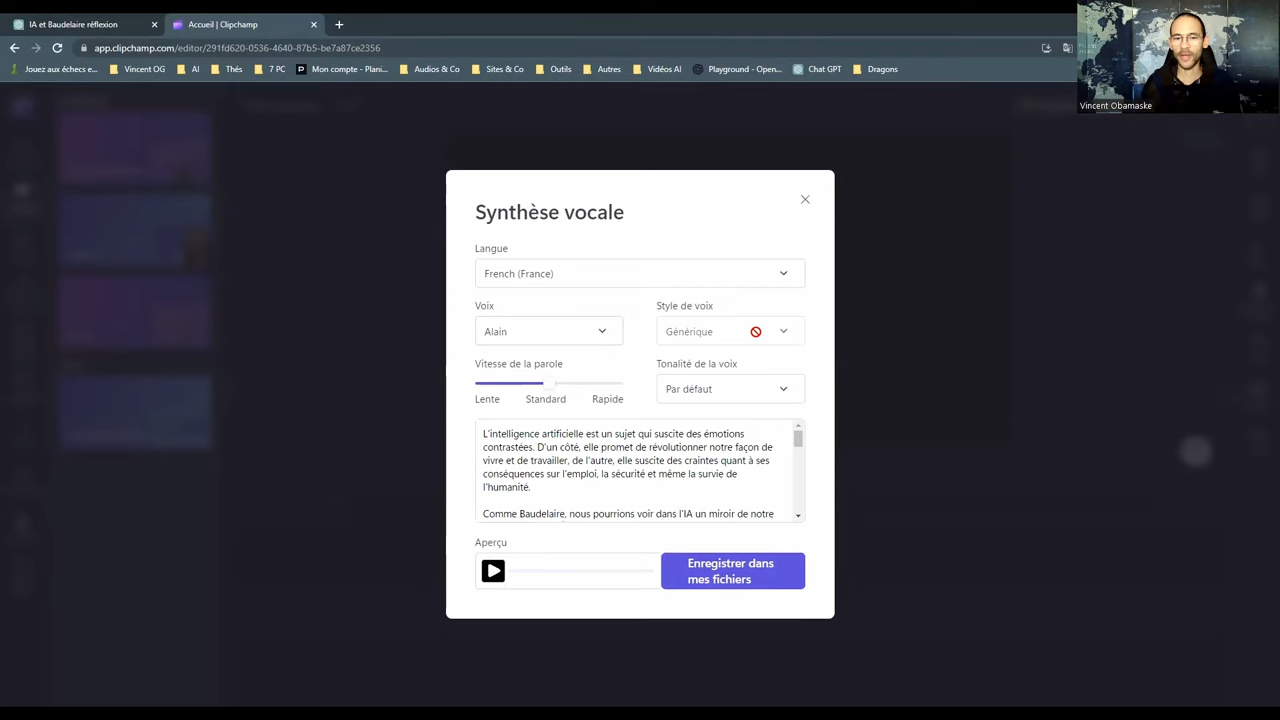 IA et Baudelaire réflexion
Accueil | Clipchamp
app.clipchamp.com/editor/291fd620-0536-4640-87b5-be7a87ce2356
Jouez aux échecs e...
Vincent OG
AI
Thés
7 PC
Mon compte - Plani...
Audios & Co
Sites & Co
Outils
Autres
Vidéos AI
Playground - Open...
Chat GPT
Dragons
Vincent Obamaske
Synthèse vocale
Langue
French (France)
Voix
Style de voix
Alain
Générique
Vitesse de la parole
Tonalité de la voix
Par défaut
Lente
Standard
Rapide
L'intelligence artificielle est un sujet qui suscite des émotions
contrastées. D'un côté, elle promet de révolutionner notre façon de
vivre et de travailler, de l'autre, elle suscite des craintes quant à ses
conséquences sur l'emploi, la sécurité et même la survie de
l'humanité.
Comme Baudelaire, nous pourrions voir dans l'IA un miroir de notre
Aperçu
Enregistrer dans
mes fichiers